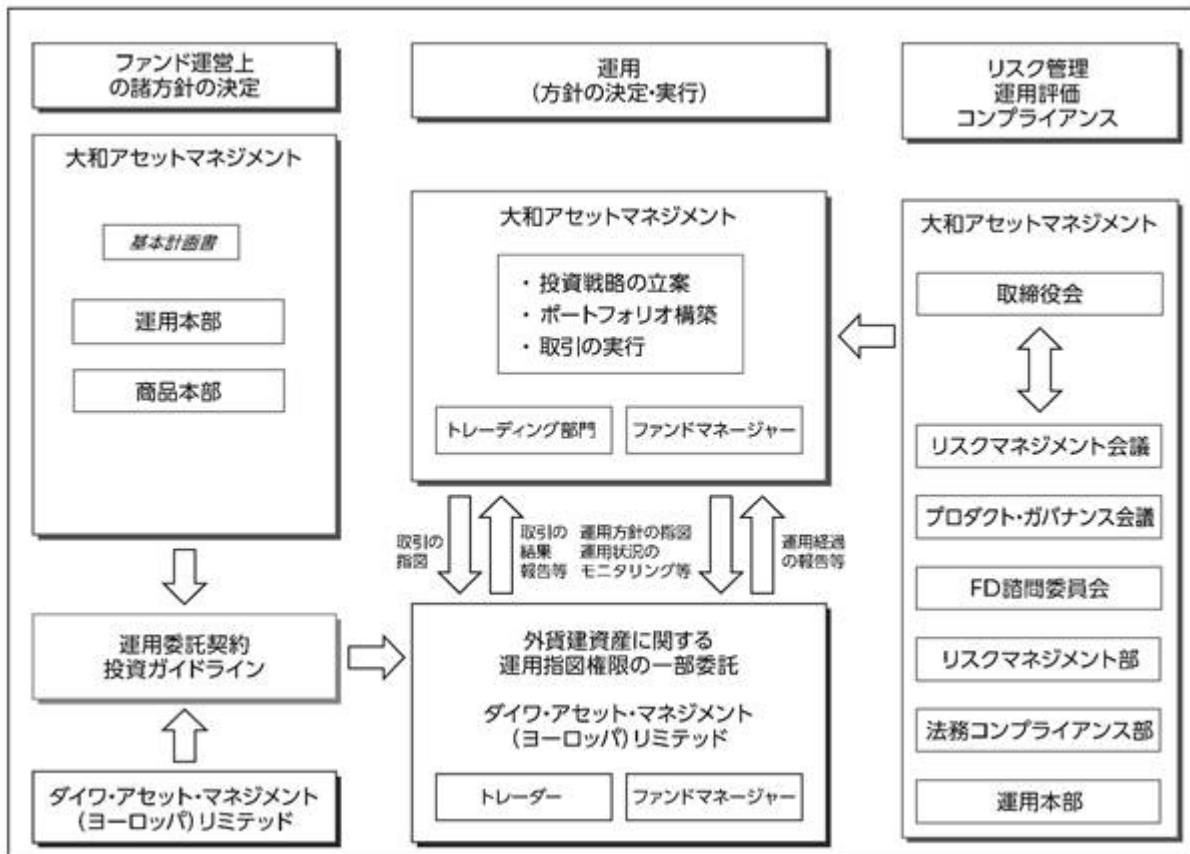 ファンド運営上
の諸方針の決定
大和アセットマネジメント
基本計画書
運用本部
商品本部
運用委託契約
投資ガイドライン
ダイワ・アセット・マネジメント
(ヨーロッパ)リミテッド
運用
(方針の決定・実行)
大和アセットマネジメント
・ 投資戦略の立案
・ ポートフォリオ構築
・ 取引の実行
トレーディング部門
ファンドマネージャー
取引の
指図
取引の
結果
報告等
運用方針の指図
運用状況の
モニタリング等
運用経過
の報告等
外貨建資産に関する
運用指図権限の一部委託
ダイワ・アセット・マネジメント
(ヨーロッパ)リミテッド
トレーダー
ファンドマネージャー
リスク管理
運用評価
コンプライアンス
大和アセットマネジメント
取締役会
リスクマネジメント会議
プロダクト・ガバナンス会議
FD諮問委員会
リスクマネジメント部
法務コンプライアンス部
運用本部